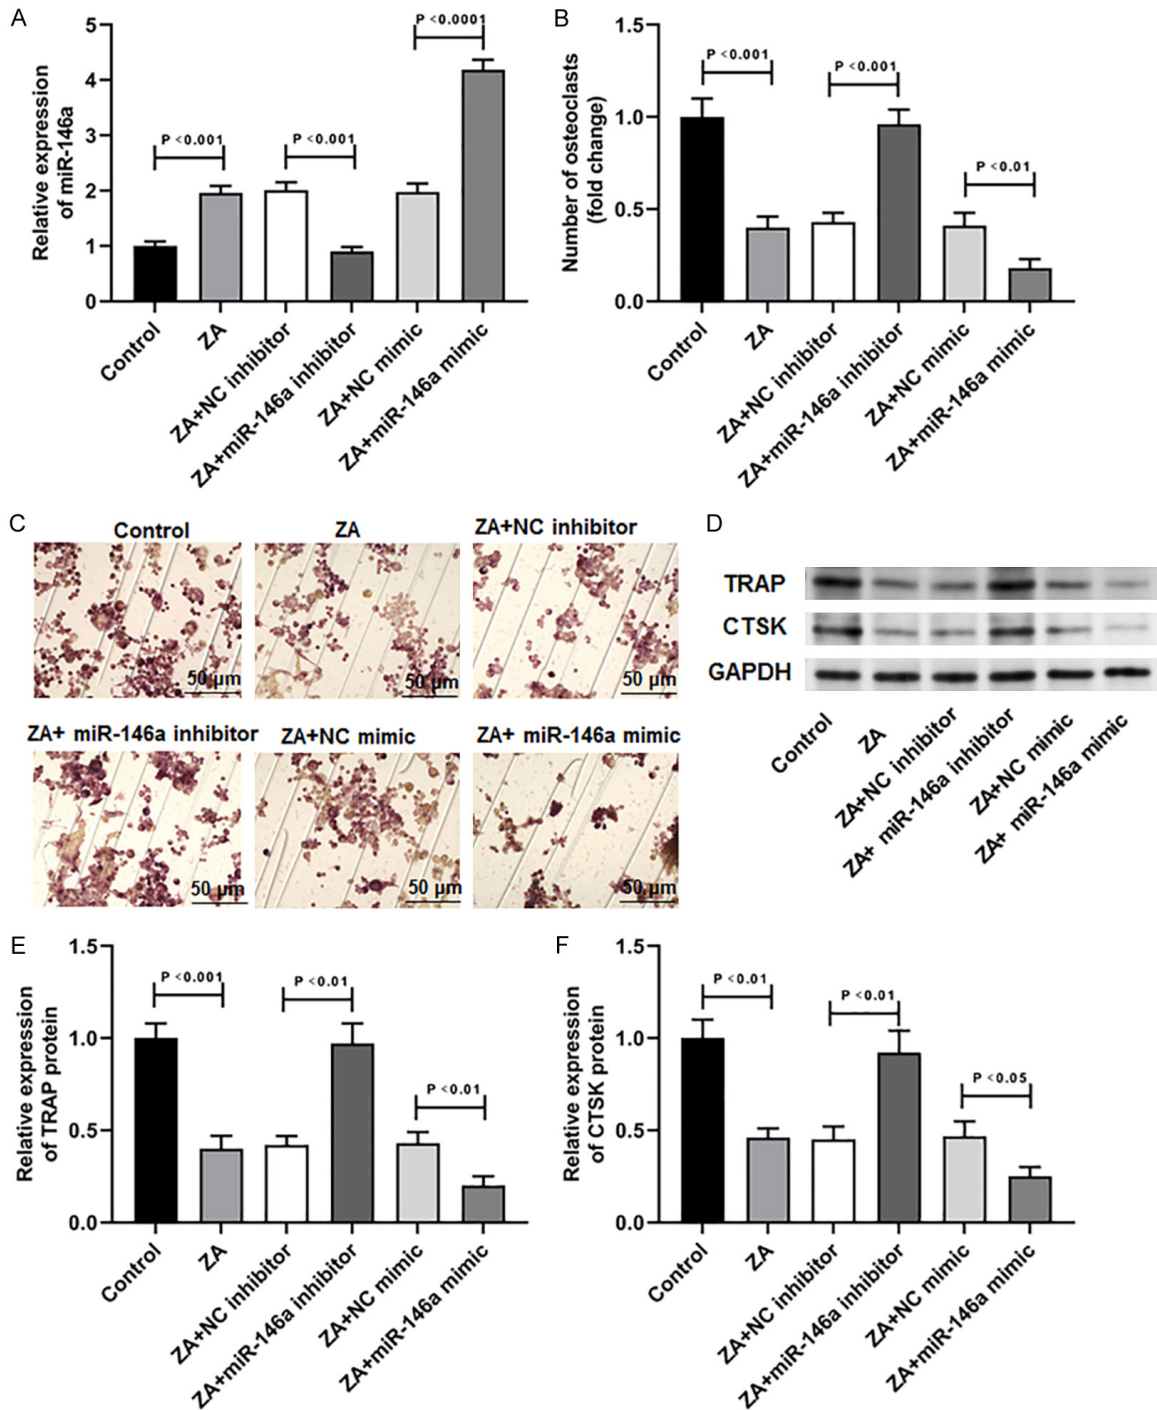 A
Relative expression
of miR-146a
5
4
3
2
1
0
P <0.001
P <0.001
P <0.0001
Control
ZA
ZA+NC inhibitor
ZA+miR-146a inhibitor
ZA+NC mimic
ZA+miR-146a mimic
B
Number of osteoclasts
(fold change)
1.5
1.0
0.5
0.0
P <0.001
P <0.001
P <0.01
Control
ZA
ZA+NC inhibitor
ZA+miR-146a inhibitor
ZA+NC mimic
ZA+miR-146a mimic
C
Control
ZA
ZA+NC inhibitor
50 μm
50 μm
50 μm
ZA+ miR-146a inhibitor
ZA+NC mimic
ZA+ miR-146a mimic
50 μm
50 μm
50 μm
D
TRAP
CTSK
GAPDH
Control
ZA
ZA+NC inhibitor
ZA+ miR-146a inhibitor
ZA+NC mimic
ZA+ miR-146a mimic
E
Relative expression
of TRAP protein
1.5
1.0
0.5
0.0
P <0.001
P <0.01
P <0.01
Control
ZA
ZA+NC inhibitor
ZA+miR-146a inhibitor
ZA+NC mimic
ZA+miR-146a mimic
F
Relative expression
of CTSK protein
1.5
1.0
0.5
0.0
P <0.01
P <0.01
P <0.05
Control
ZA
ZA+NC inhibitor
ZA+miR-146a inhibitor
ZA+NC mimic
ZA+miR-146a mimic